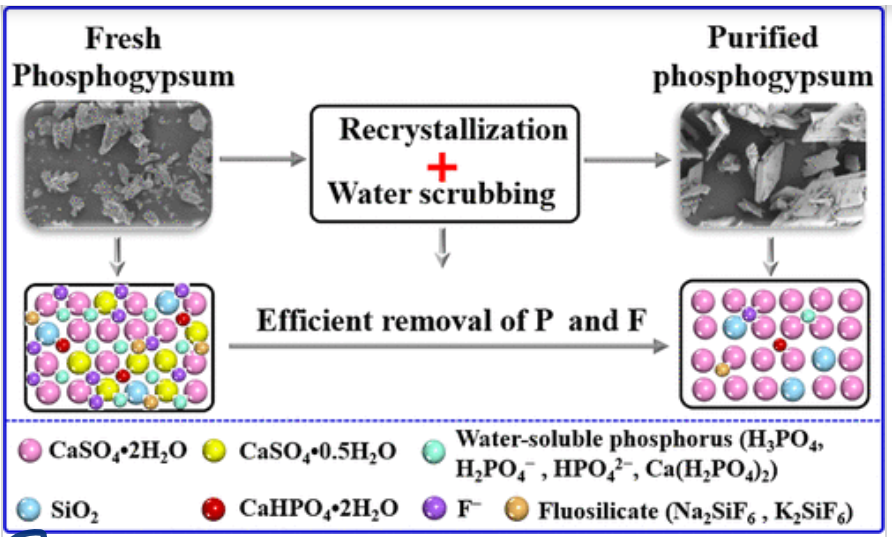 Fresh
Phosphogypsum
Purified
phosphogypsum
Recrystallization
+
Water scrubbing
Efficient removal of P and F
CaSO₄•2H₂O
CaSO₄•0.5H₂O
Water-soluble phosphorus (H₃PO₄,
H₂PO₄⁻ , HPO₄²⁻, Ca(H₂PO₄)₂)
SiO₂
CaHPO₄•2H₂O
F⁻
Fluosilicate (Na₂SiF₆ , K₂SiF₆)